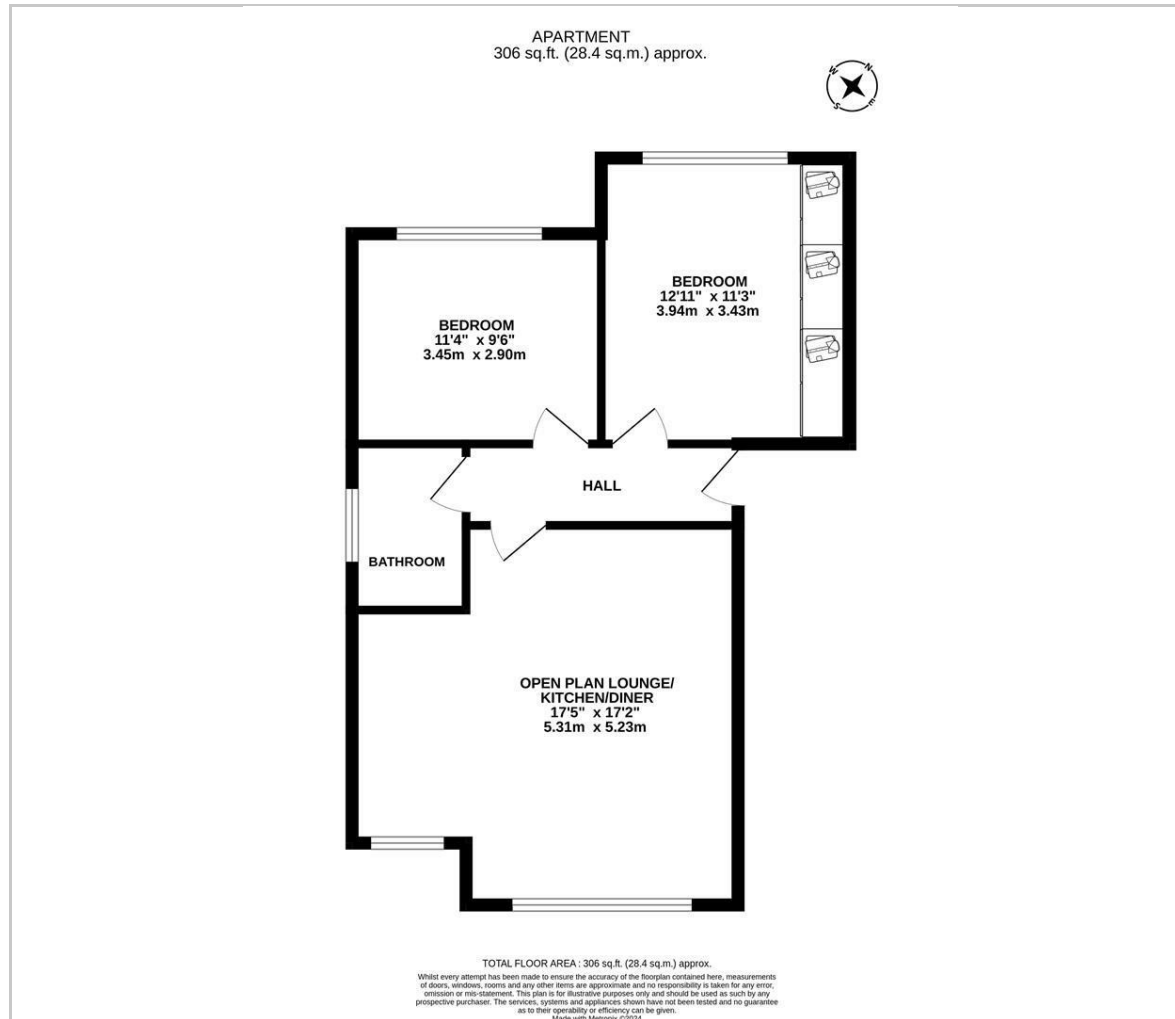 APARTMENT
306 sq.ft. (28.4 sq.m.) approx.
N
W
E
S
BEDROOM
12'11" x 11'3"
3.94m x 3.43m
BEDROOM
11'4" x 9'6"
3.45m x 2.90m
HALL
BATHROOM
OPEN PLAN LOUNGE/
KITCHEN/DINER
17'5" x 17'2"
5.31m x 5.23m
TOTAL FLOOR AREA : 306 sq.ft. (28.4 sq.m.) approx.
Whilst every attempt has been made to ensure the accuracy of the floorplan contained here, measurements
of doors, windows, rooms and any other items are approximate and no responsibility is taken for any error,
omission or mis-statement. This plan is for illustrative purposes only and should be used as such by any
prospective purchaser. The services, systems and appliances shown have not been tested and no guarantee
as to their operability or efficiency can be given.
Made with Metropix ©2024